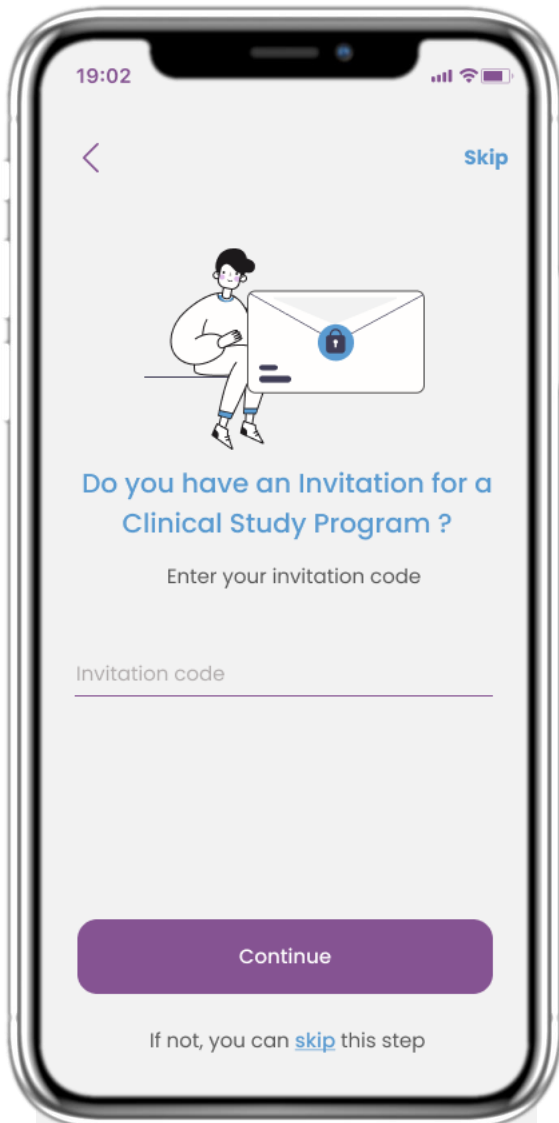 19:02
Skip
Do you have an Invitation for a
Clinical Study Program ?
Enter your invitation code
Invitation code
Continue
If not, you can skip this step